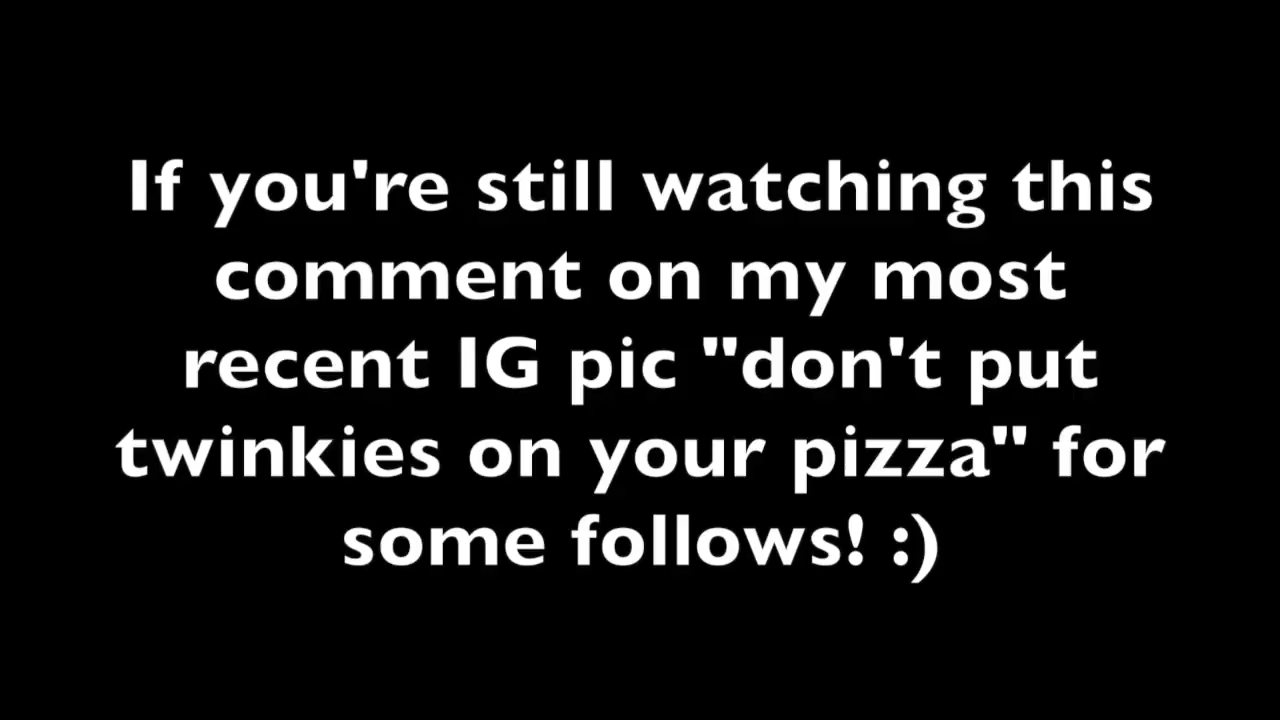 If you're still watching this
comment on my most
recent IG pic "don't put
twinkies on your pizza" for
some follows! :)